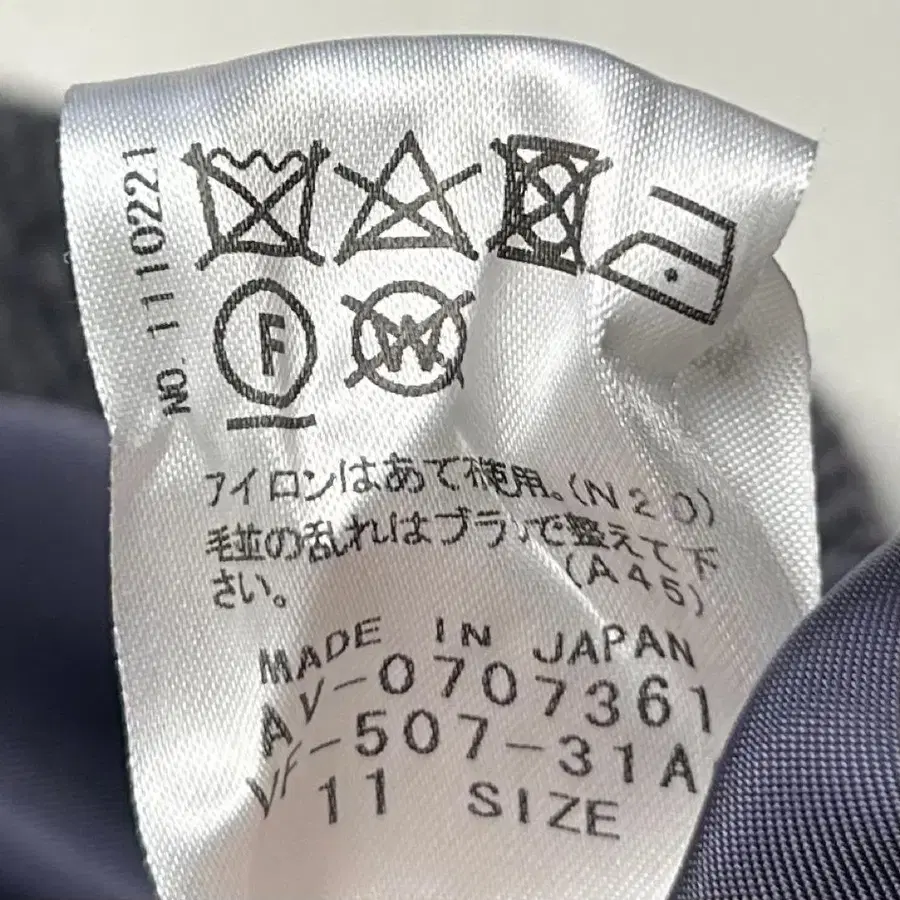 NO. 1110221
F
W
アイロンはあて布使用。(N20)
毛並の乱れはブラシで整えて下
さい。 (A45)
MADE IN JAPAN
AV-0707361
VF-507-31A
11 SIZE